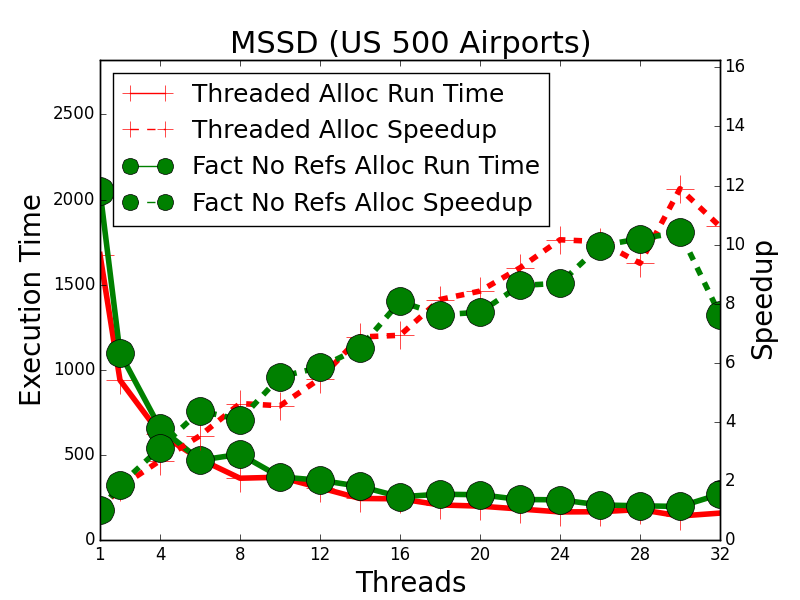 MSSD (US 500 Airports)
Threaded Alloc Run Time
Threaded Alloc Speedup
Fact No Refs Alloc Run Time
Fact No Refs Alloc Speedup
Execution Time
2500
2000
1500
1000
500
0
16
14
12
10
8
6
4
2
0
Speedup
1 4 8 12 16 20 24 28 32
Threads